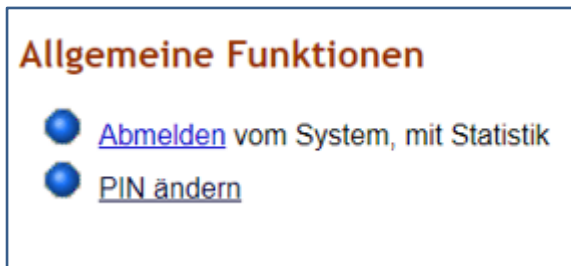 Allgemeine Funktionen
Abmelden vom System, mit Statistik
PIN ändern